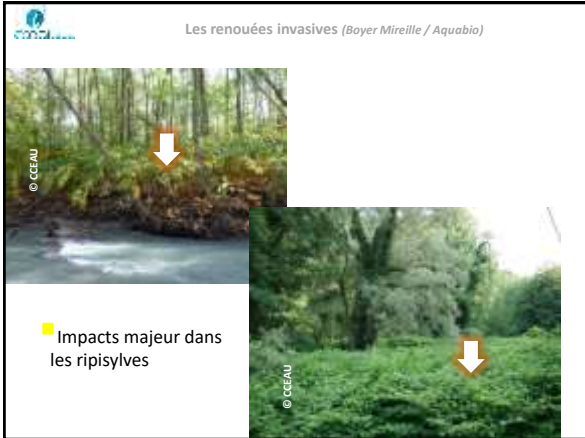 Les renouées invasives (Boyer Mireille / Aquabio)
© CCEAU
Impacts majeur dans
les ripisylves
© CCEAU